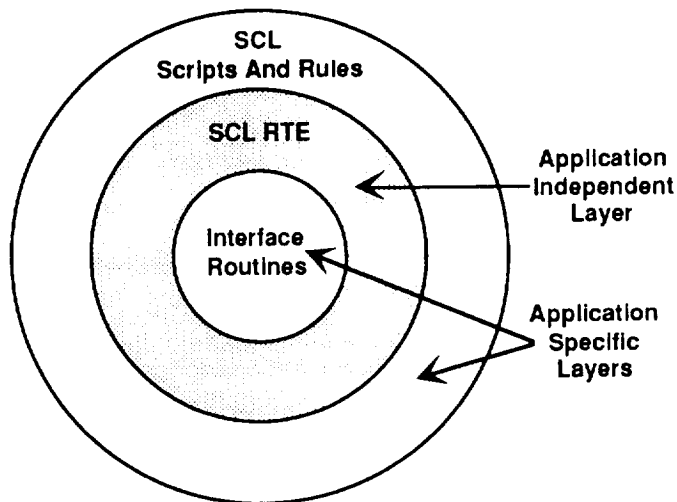 SCL
Scripts And Rules
SCL RTE
Interface
Routines
Application
Independent
Layer
Application
Specific
Layers